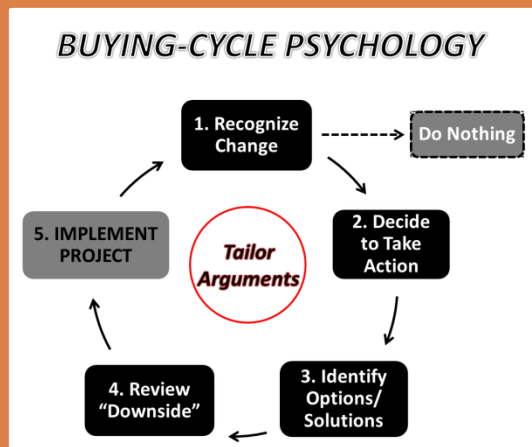 BUYING-CYCLE PSYCHOLOGY
1. Recognize
Change
Do Nothing
2. Decide
to Take
Action
3. Identify
Options/
Solutions
4. Review
“Downside”
5. IMPLEMENT
PROJECT
Tailor
Arguments